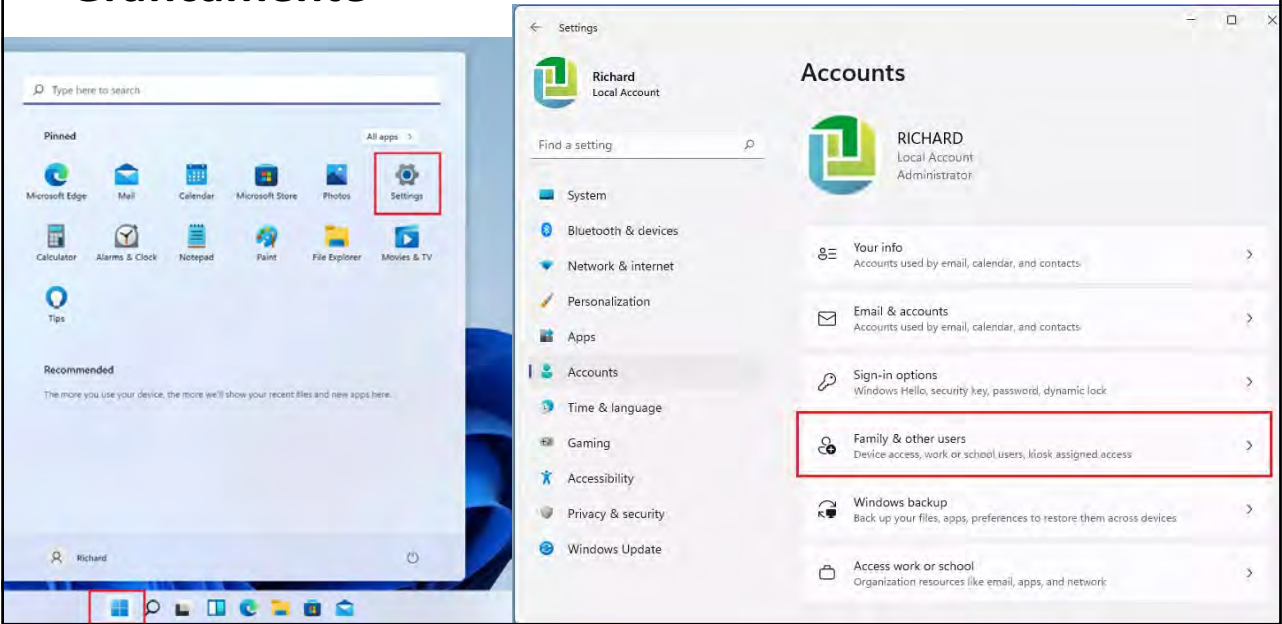 Type here to search
Pinned
All apps >
Microsoft Edge
Mail
Calendar
Microsoft Store
Photos
Settings
Calculator
Alarms & Clock
Notepad
Paint
File Explorer
Movies & TV
Tips
Recommended
The more you use your device, the more we'll show your recent files and new apps here.
Richard
Settings
Richard
Local Account
Find a setting
System
Bluetooth & devices
Network & internet
Personalization
Apps
Accounts
Time & language
Gaming
Accessibility
Privacy & security
Windows Update
Accounts
RICHARD
Local Account
Administrator
Your info
Accounts used by email, calendar, and contacts
Email & accounts
Accounts used by email, calendar, and contacts
Sign-in options
Windows Hello, security key, password, dynamic lock
Family & other users
Device access, work or school users, kiosk assigned access
Windows backup
Back up your files, apps, preferences to restore them across devices
Access work or school
Organization resources like email, apps, and network